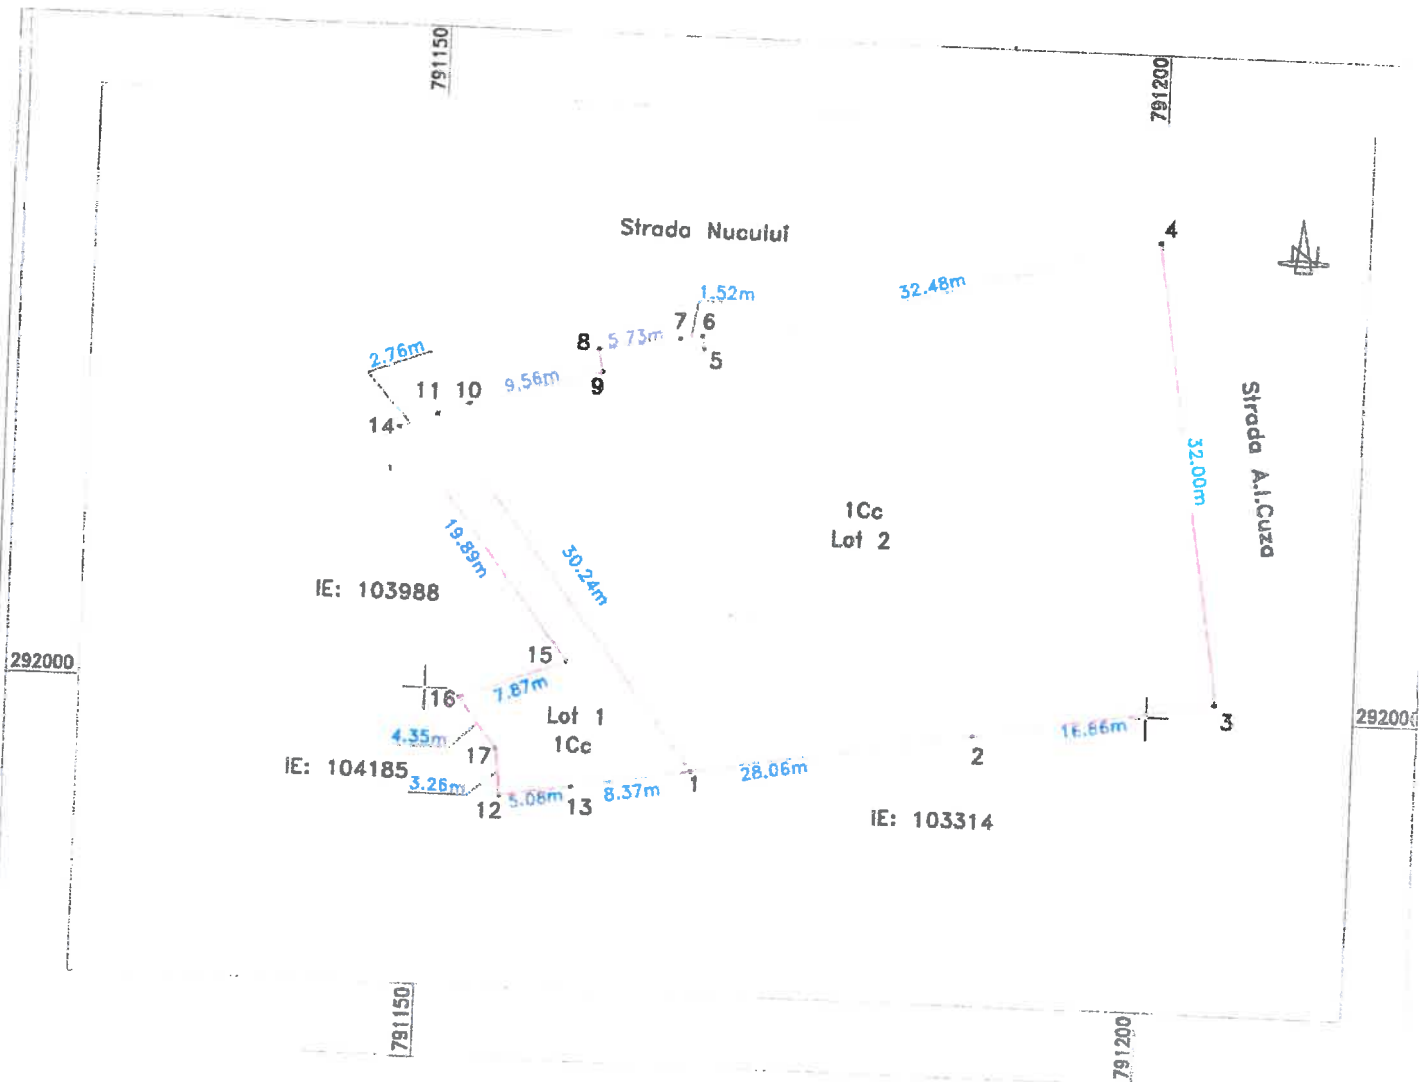 791150
791200
Strada Nucului
4
1.52m
32.48m
7
6
5
8
5.73m
9
2.76m
11
10
9.56m
14
Strada A.I.Cuza
32.00m
1Cc
Lot 2
19.89m
30.24m
IE: 103988
15
292000
16
7.87m
Lot 1
1Cc
3
292000
16.86m
4.35m
17
2
IE: 104185
3.26m
12
5.08m
13
8.37m
1
28.06m
IE: 103314
791150
791200